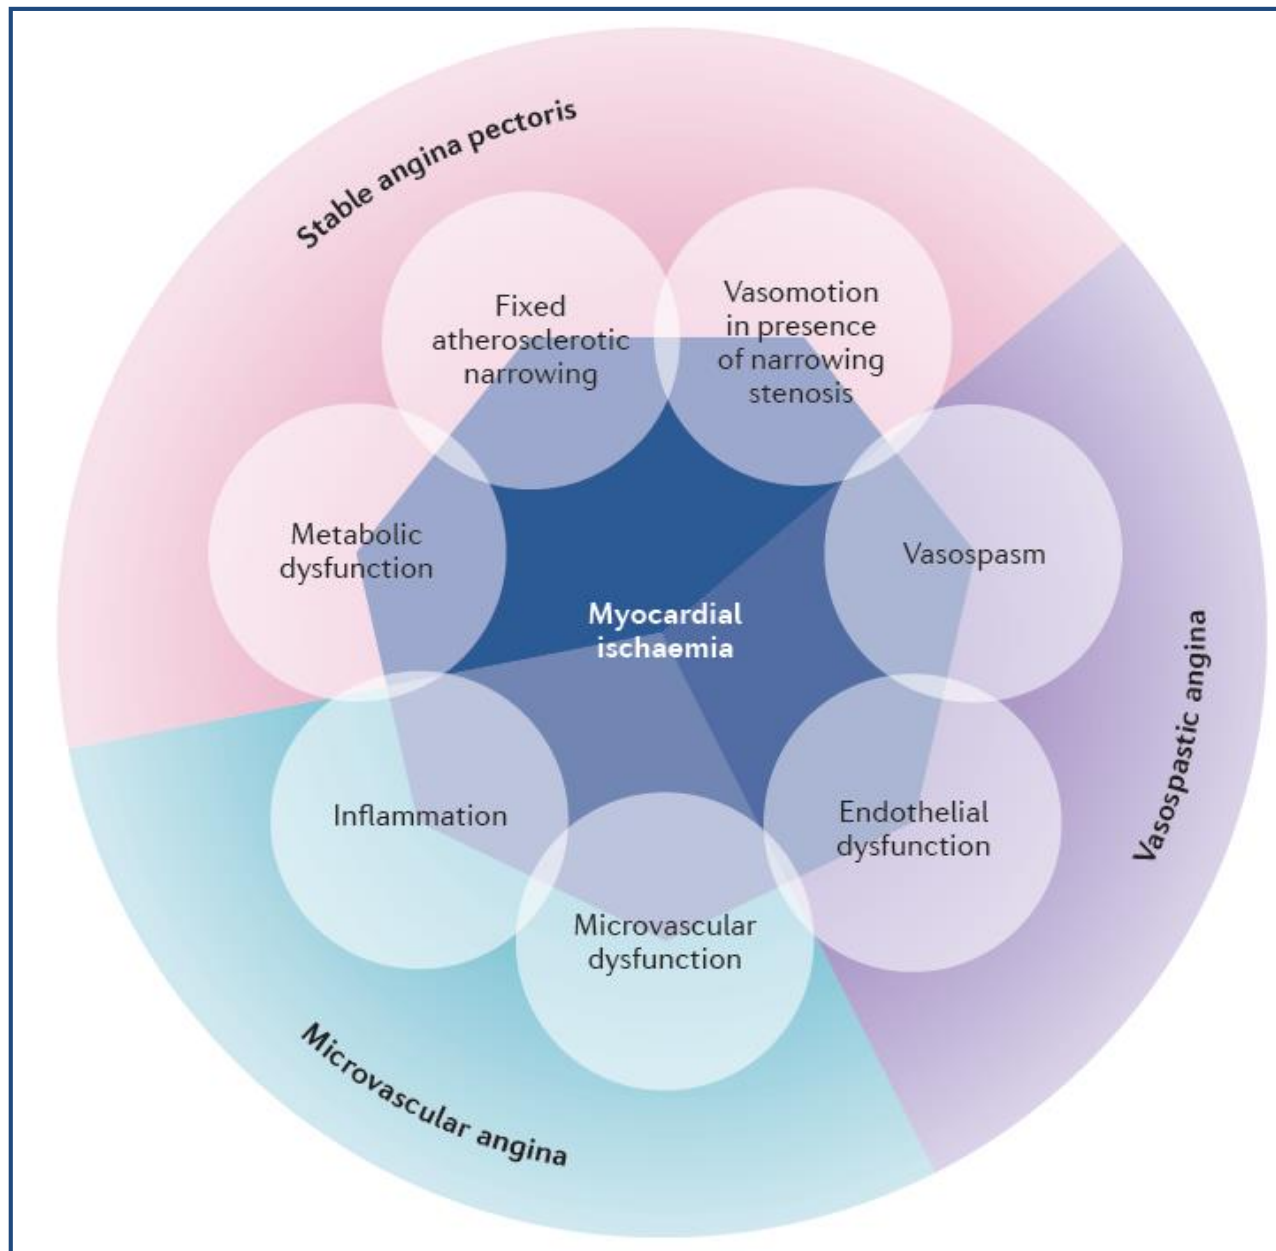 Stable angina pectoris
Fixed
atherosclerotic
narrowing
Vasomotion
in presence
of narrowing
stenosis
Metabolic
dysfunction
Vasospasm
Myocardial
ischaemia
Vasospastic angina
Inflammation
Endothelial
dysfunction
Microvascular
dysfunction
Microvascular angina